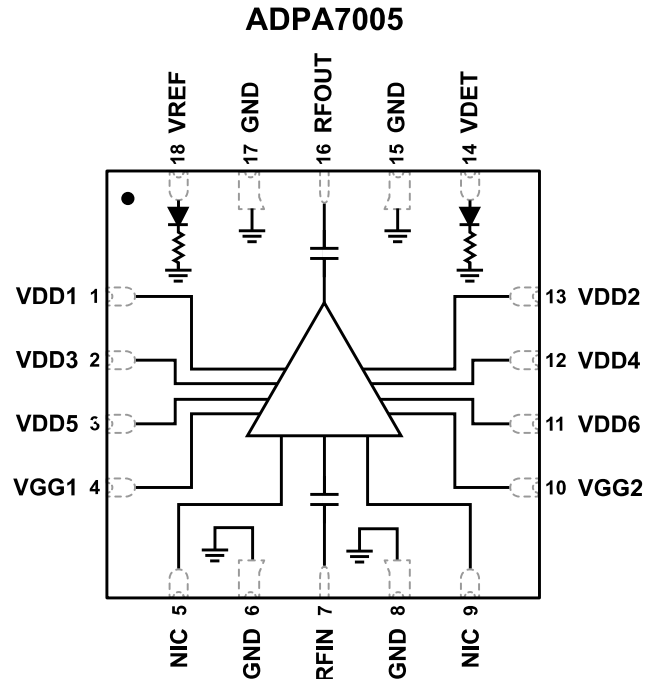 ADPA7005
18 VREF
17 GND
16 RFOUT
15 GND
14 VDET
VDD1 1
13 VDD2
VDD3 2
12 VDD4
VDD5 3
11 VDD6
VGG1 4
10 VGG2
NIC 5
GND 6
RFIN 7
GND 8
NIC 9